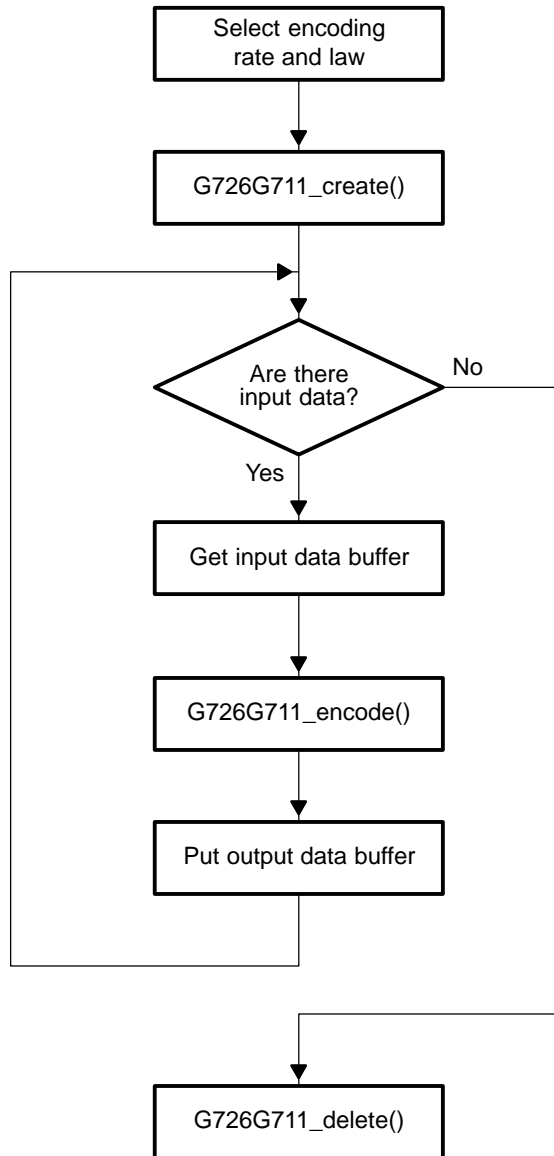 Select encoding
rate and law
G726G711_create()
Are there
input data?
No
Yes
Get input data buffer
G726G711_encode()
Put output data buffer
G726G711_delete()